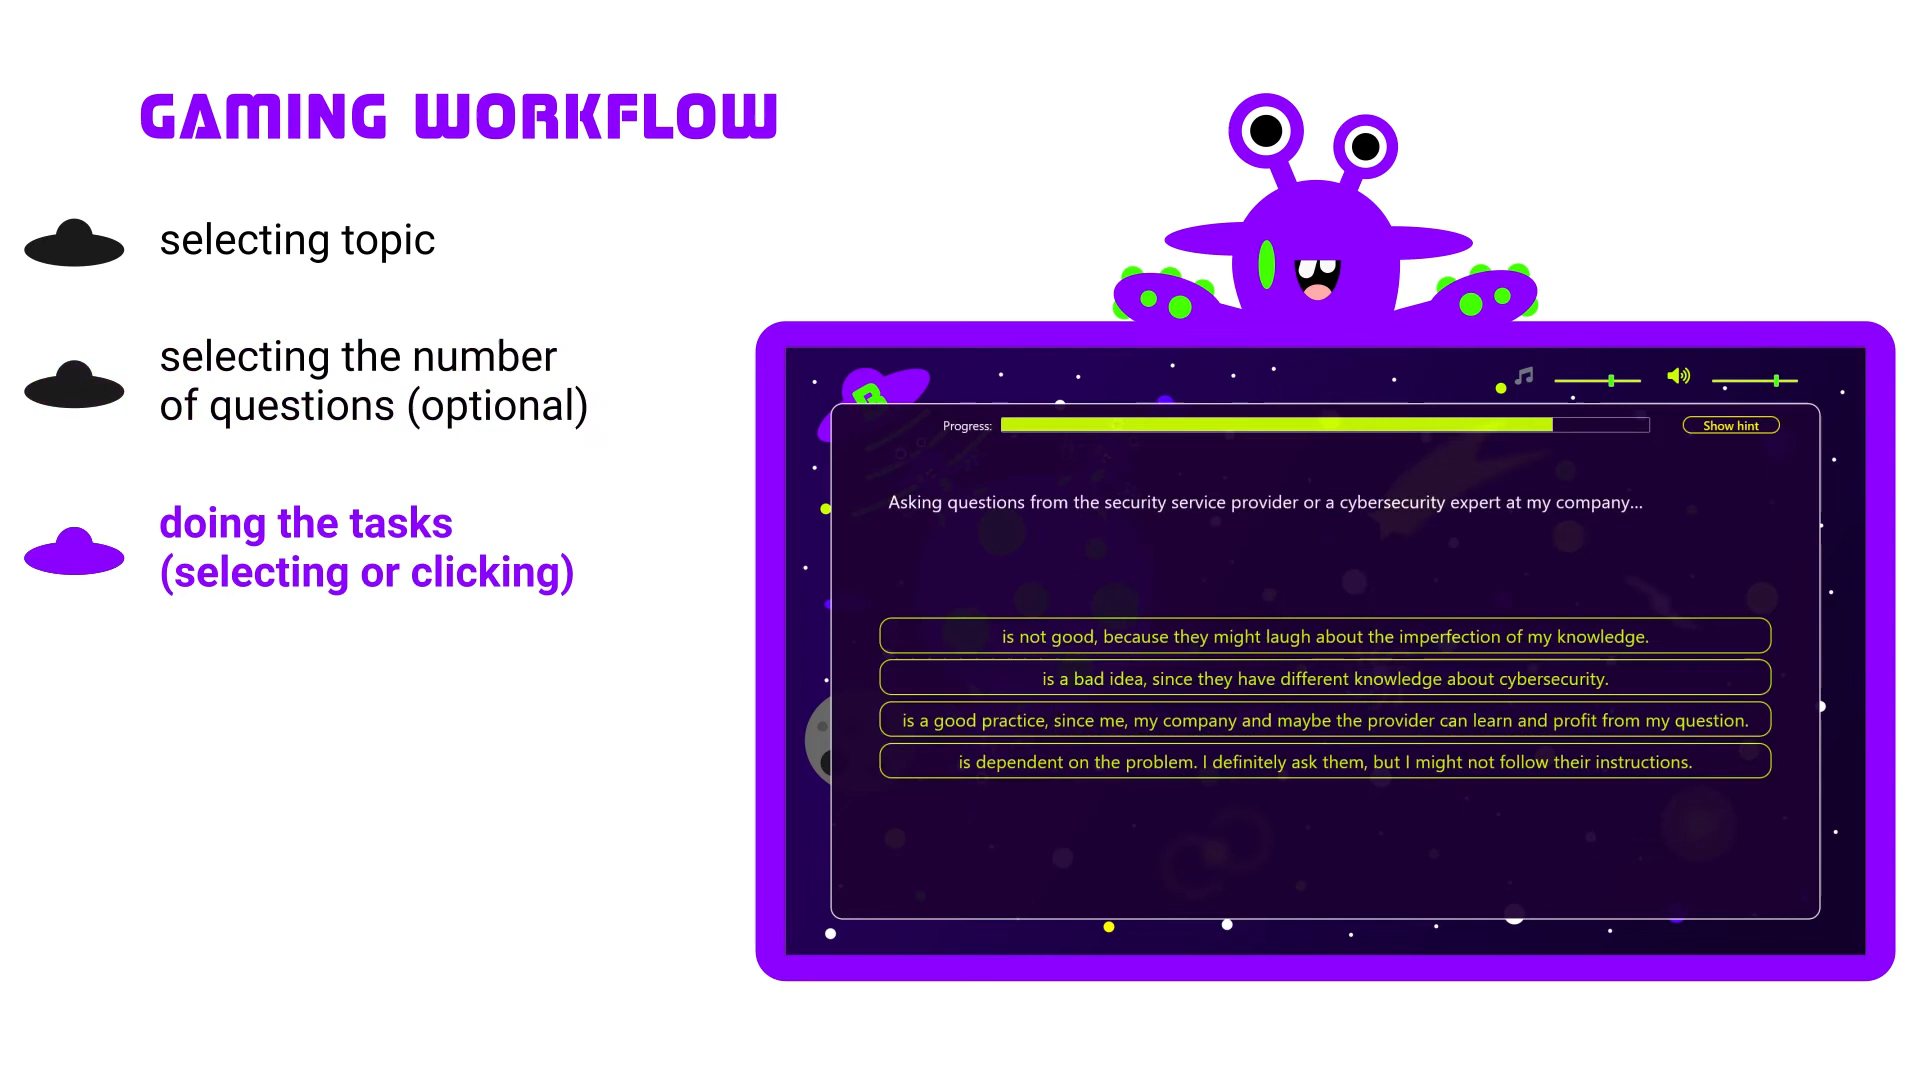 GAMING WORKFLOW
selecting topic
selecting the number
of questions (optional)
doing the tasks
(selecting or clicking)
B
Progress:
Show hint
Asking questions from the security service provider or a cybersecurity expert at my company...
is not good, because they might laugh about the imperfection of my knowledge.
is a bad idea, since they have different knowledge about cybersecurity.
is a good practice, since me, my company and maybe the provider can learn and profit from my question.
is dependent on the problem. I definitely ask them, but I might not follow their instructions.